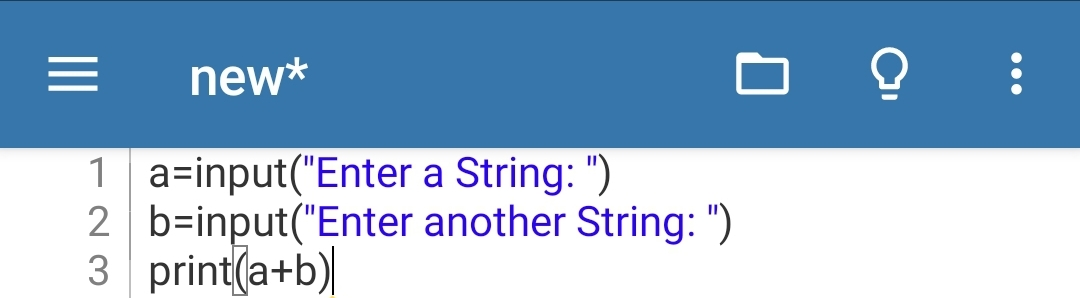 new*
1 a=input("Enter a String: ")
2 b=input("Enter another String: ")
3 print(a+b)